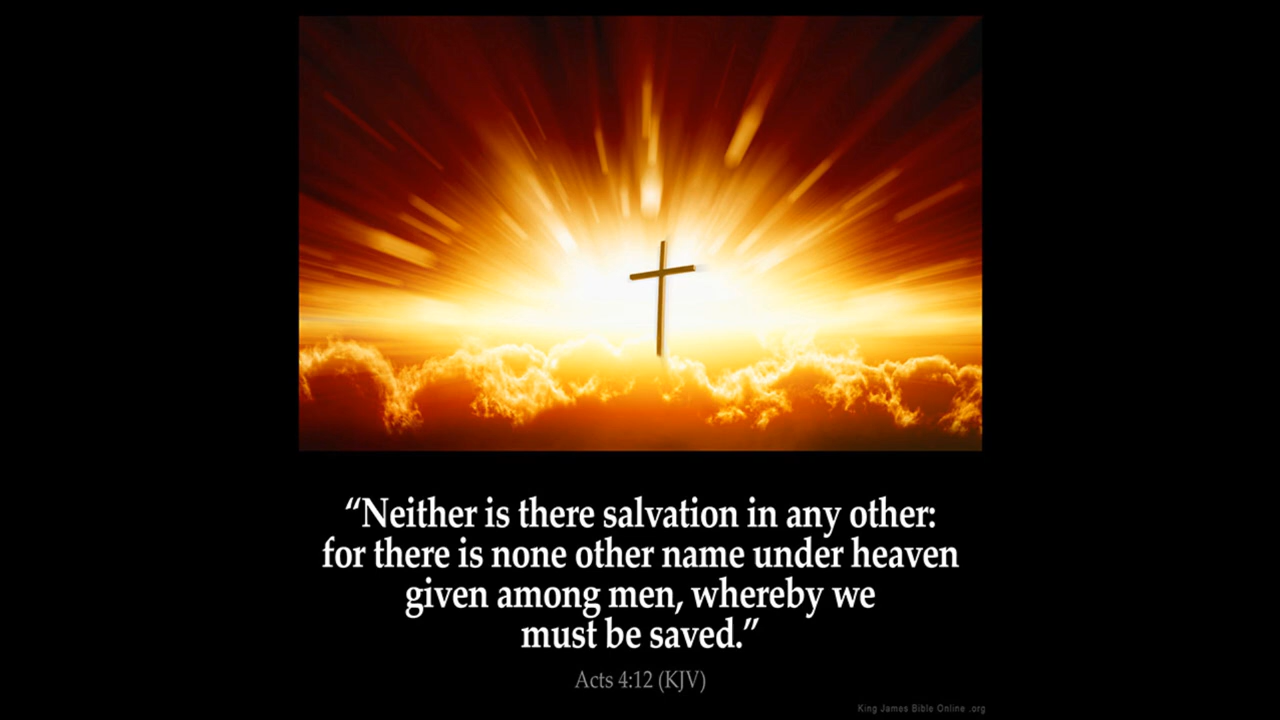 “Neither is there salvation in any other:
for there is none other name under heaven
given among men, whereby we
must be saved.”
Acts 4:12 (KJV)
King James Bible Online .org